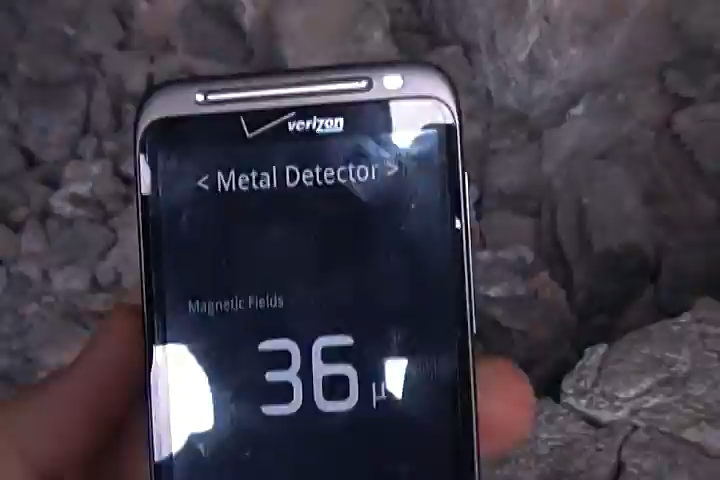 verizon
< Metal Detector >
Magnetic Fields
36 μ